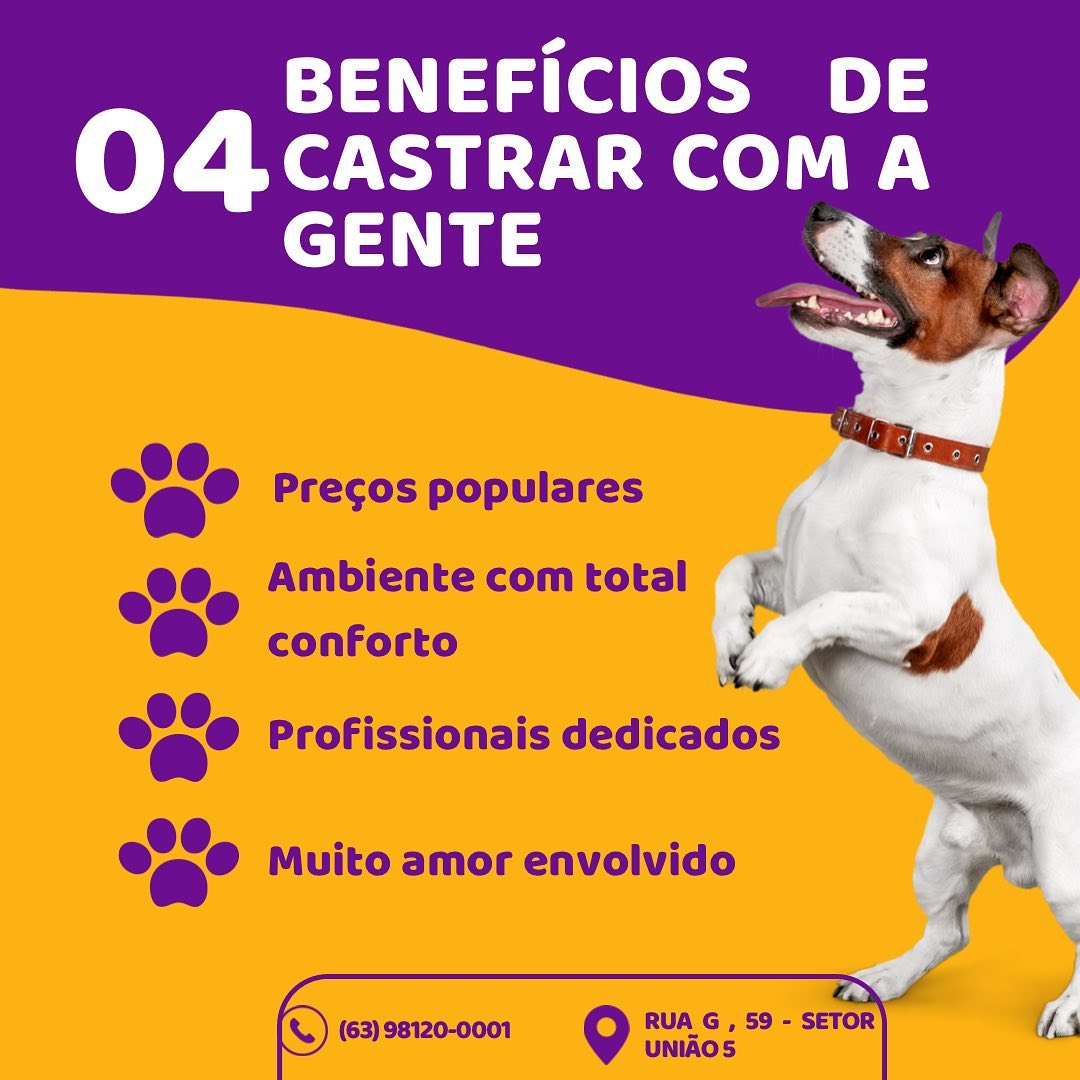 04
BENEFÍCIOS DE
CASTRAR COM A
GENTE
Preços populares
Ambiente com total
conforto
Profissionais dedicados
Muito amor envolvido
(63) 98120-0001
RUA G , 59 - SETOR
UNIÃO 5